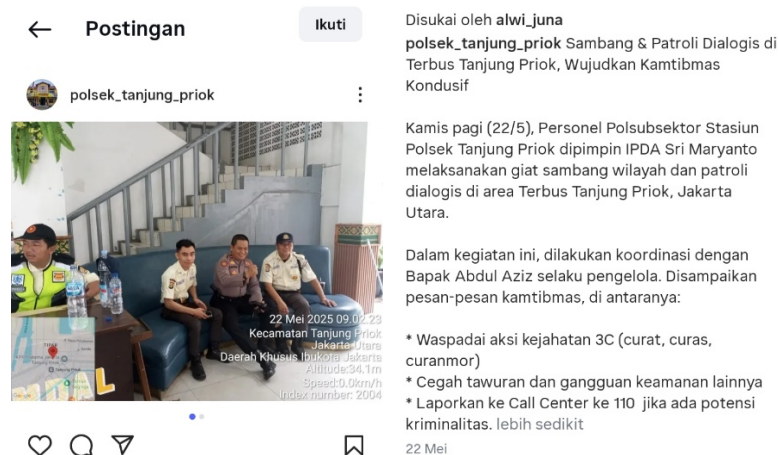 Postingan
Ikuti
polsek_tanjung_priok
22 Mei 2025 09.02.23
Kecamatan Tanjung Priok
Jakarta Utara
Daerah Khusus Ibukota Jakarta
Altitude:34.1m
Speed:0.0km/h
Index number: 2004
Disukai oleh alwi_juna
polsek_tanjung_priok Sambang & Patroli Dialogis di
Terbus Tanjung Priok, Wujudkan Kamtibmas
Kondusif
Kamis pagi (22/5), Personel Polsubsektor Stasiun
Polsek Tanjung Priok dipimpin IPDA Sri Maryanto
melaksanakan giat sambang wilayah dan patroli
dialogis di area Terbus Tanjung Priok, Jakarta
Utara.
Dalam kegiatan ini, dilakukan koordinasi dengan
Bapak Abdul Aziz selaku pengelola. Disampaikan
pesan-pesan kamtibmas, di antaranya:
* Waspadai aksi kejahatan 3C (curat, curas,
curanmor)
* Cegah tawuran dan gangguan keamanan lainnya
* Laporkan ke Call Center ke 110 jika ada potensi
kriminalitas. lebih sedikit
22 Mei